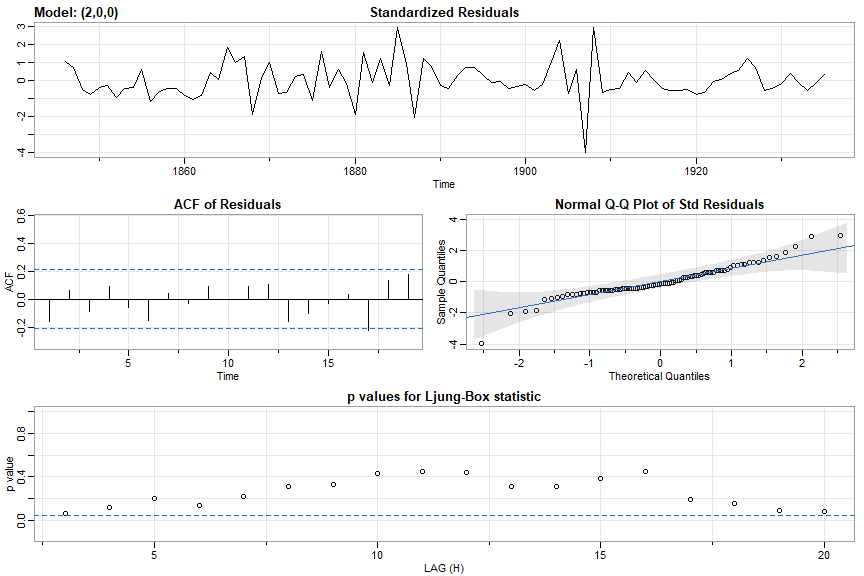 Model: (2,0,0)
Standardized Residuals
3
1
0
-2
-4
1860
1880
1900
1920
Time
ACF of Residuals
ACF
0.6
0.4
0.2
0.0
-0.2
5
10
15
Time
Normal Q-Q Plot of Std Residuals
Sample Quantiles
4
2
0
-2
-4
-2
-1
0
1
2
Theoretical Quantiles
p values for Ljung-Box statistic
p value
0.8
0.4
0.0
5
10
15
20
LAG (H)